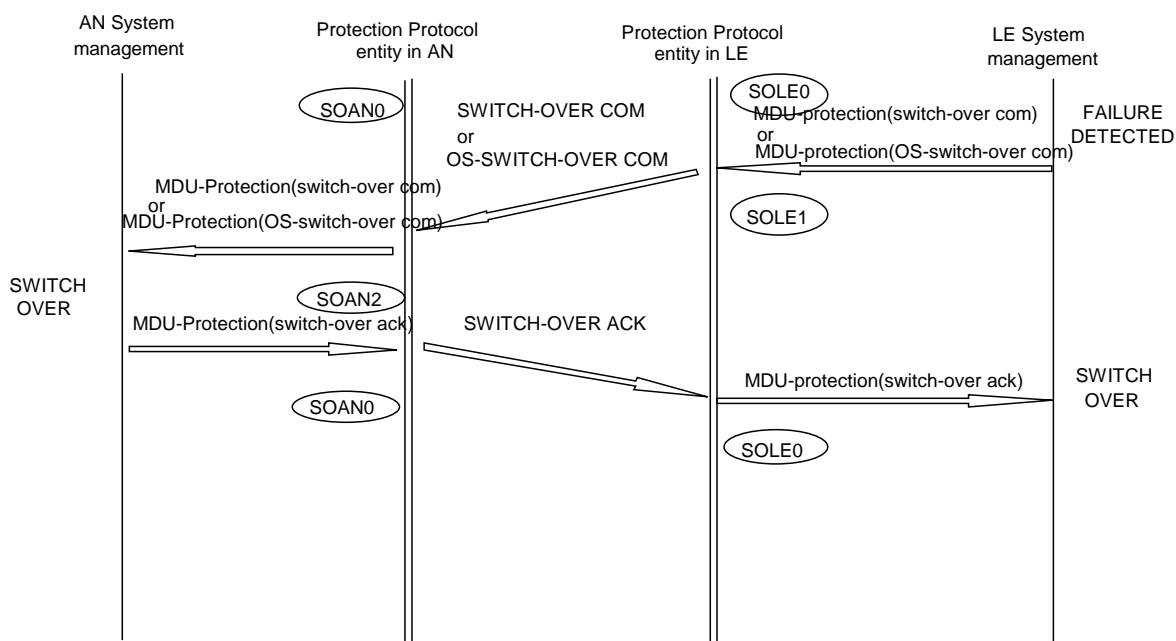 AN System
management
Protection Protocol
entity in AN
Protection Protocol
entity in LE
LE System
management
SOAN0
SWITCH-OVER COM
or
OS-SWITCH-OVER COM
SOLE0
MDU-protection(switch-over com)
or
MDU-protection(OS-switch-over com)
FAILURE
DETECTED
MDU-Protection(switch-over com)
or
MDU-Protection(OS-switch-over com)
SOLE1
SWITCH
OVER
SOAN2
MDU-Protection(switch-over ack)
SWITCH-OVER ACK
MDU-protection(switch-over ack)
SWITCH
OVER
SOAN0
SOLE0